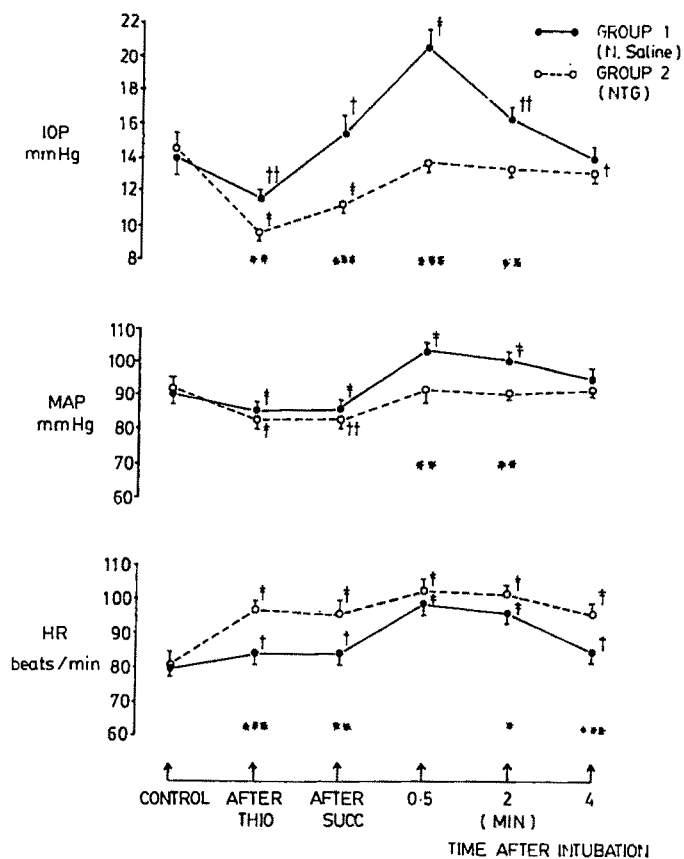 22
20
18
16
14
12
10
8
IOP
mmHg
GROUP 1
(N. Saline)
GROUP 2
(NTG)
‡
†
††
††
‡
‡
†
** *** *** **
110
100
90
80
70
60
MAP
mmHg
‡ ‡ ‡ ‡
† ††
** **
110
100
90
80
70
60
HR
beats/min
‡ ‡ † † †
† † ‡ ‡ †
*** ** * ***
CONTROL AFTER THIO AFTER SUCC 0·5 2 4
(MIN)
TIME AFTER INTUBATION